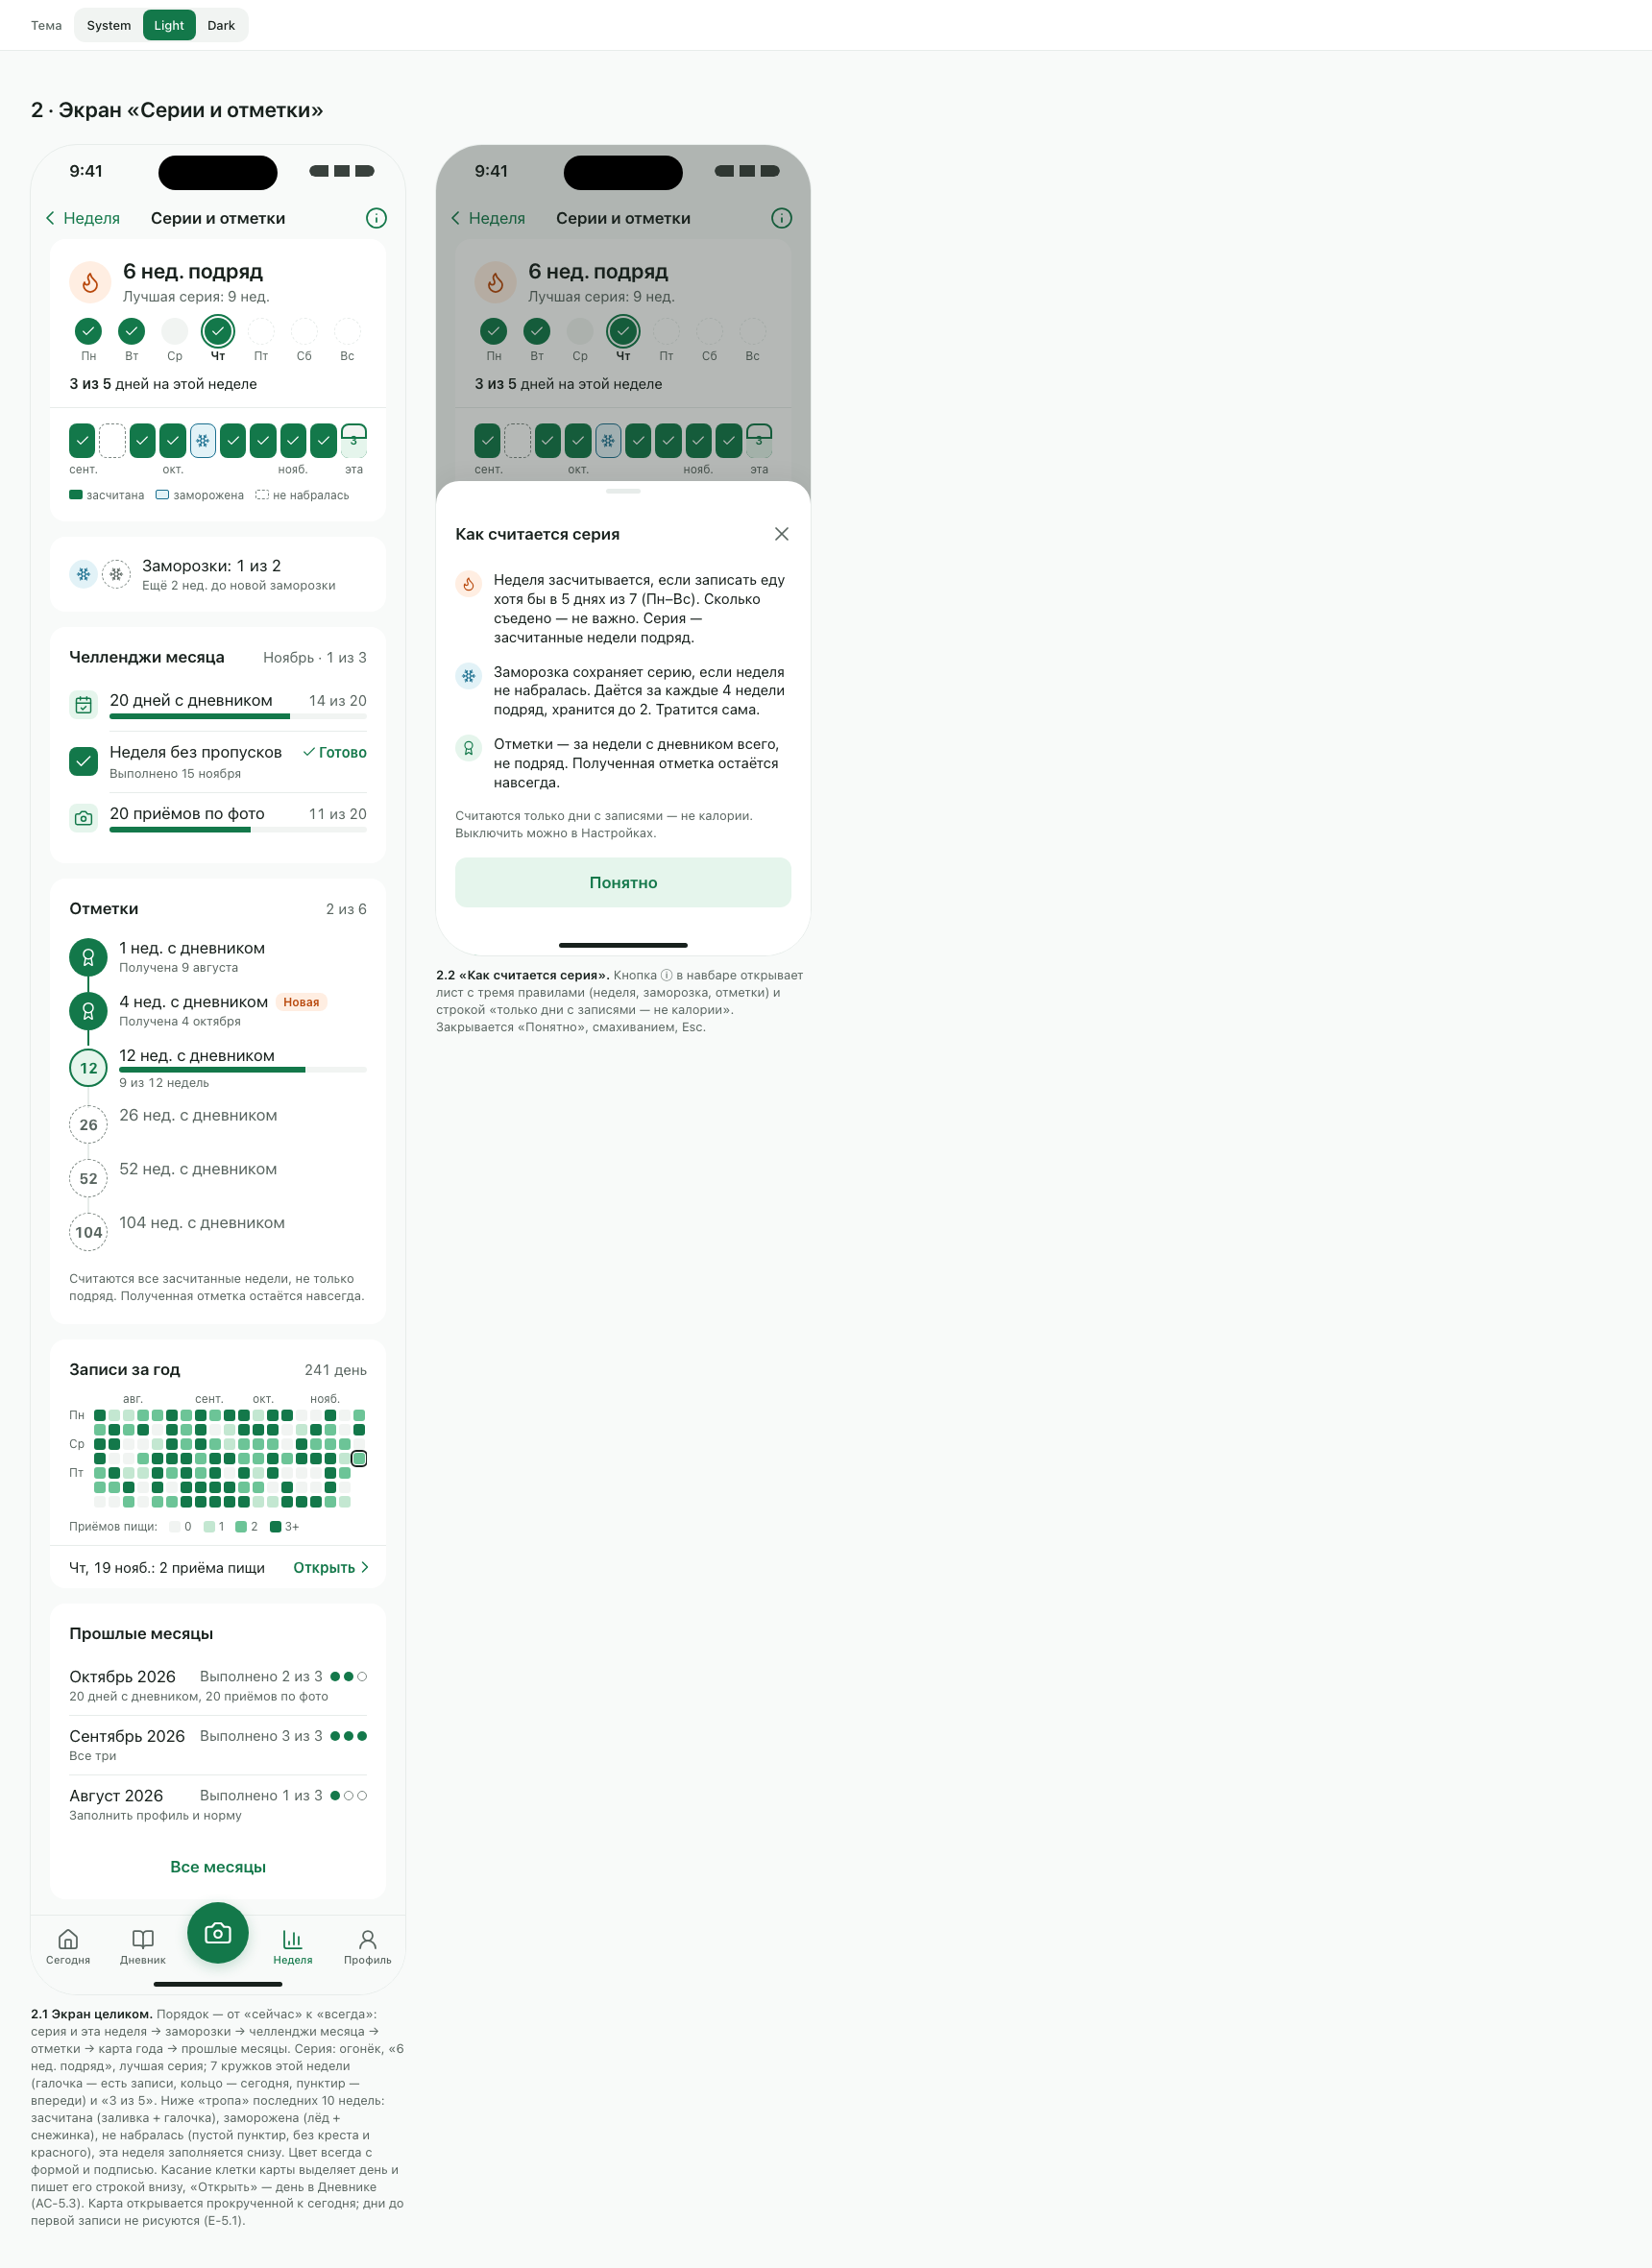 Тема System Light Dark
2 · Экран «Серии и отметки»
9:41
Неделя Серии и отметки
6 нед. подряд
Лучшая серия: 9 нед.
Пн Вт Ср Чт Пт Сб Вс
3 из 5 дней на этой неделе
3
сент. окт. нояб. эта
засчитана заморожена не набралась
Заморозки: 1 из 2
Ещё 2 нед. до новой заморозки
Челленджи месяца Ноябрь · 1 из 3
20 дней с дневником 14 из 20
Неделя без пропусков Готово
Выполнено 15 ноября
20 приёмов по фото 11 из 20
Отметки 2 из 6
1 нед. с дневником
Получена 9 августа
4 нед. с дневником Новая
Получена 4 октября
12 12 нед. с дневником
9 из 12 недель
26 26 нед. с дневником
52 52 нед. с дневником
104 104 нед. с дневником
Считаются все засчитанные недели, не только
подряд. Полученная отметка остаётся навсегда.
Записи за год 241 день
авг. сент. окт. нояб.
Пн
Ср
Пт
Приёмов пищи: 0 1 2 3+
Чт, 19 нояб.: 2 приёма пищи Открыть
Прошлые месяцы
Октябрь 2026 Выполнено 2 из 3
20 дней с дневником, 20 приёмов по фото
Сентябрь 2026 Выполнено 3 из 3
Все три
Август 2026 Выполнено 1 из 3
Заполнить профиль и норму
Все месяцы
Сегодня Дневник Неделя Профиль
2.1 Экран целиком. Порядок — от «сейчас» к «всегда»:
серия и эта неделя → заморозки → челленджи месяца →
отметки → карта года → прошлые месяцы. Серия: огонёк, «6
нед. подряд», лучшая серия; 7 кружков этой недели
(галочка — есть записи, кольцо — сегодня, пунктир —
впереди) и «3 из 5». Ниже «тропа» последних 10 недель:
засчитана (заливка + галочка), заморожена (лёд +
снежинка), не набралась (пустой пунктир, без креста и
красного), эта неделя заполняется снизу. Цвет всегда с
формой и подписью. Касание клетки карты выделяет день и
пишет его строкой внизу, «Открыть» — день в Дневнике
(AC-5.3). Карта открывается прокрученной к сегодня; дни до
первой записи не рисуются (E-5.1).
9:41
Неделя Серии и отметки
6 нед. подряд
Лучшая серия: 9 нед.
Пн Вт Ср Чт Пт Сб Вс
3 из 5 дней на этой неделе
3
сент. окт. нояб. эта
Как считается серия
Неделя засчитывается, если записать еду
хотя бы в 5 днях из 7 (Пн–Вс). Сколько
съедено — не важно. Серия —
засчитанные недели подряд.
Заморозка сохраняет серию, если неделя
не набралась. Даётся за каждые 4 недели
подряд, хранится до 2. Тратится сама.
Отметки — за недели с дневником всего,
не подряд. Полученная отметка остаётся
навсегда.
Считаются только дни с записями — не калории.
Выключить можно в Настройках.
Понятно
2.2 «Как считается серия». Кнопка ⓘ в навбаре открывает
лист с тремя правилами (неделя, заморозка, отметки) и
строкой «только дни с записями — не калории».
Закрывается «Понятно», смахиванием, Esc.